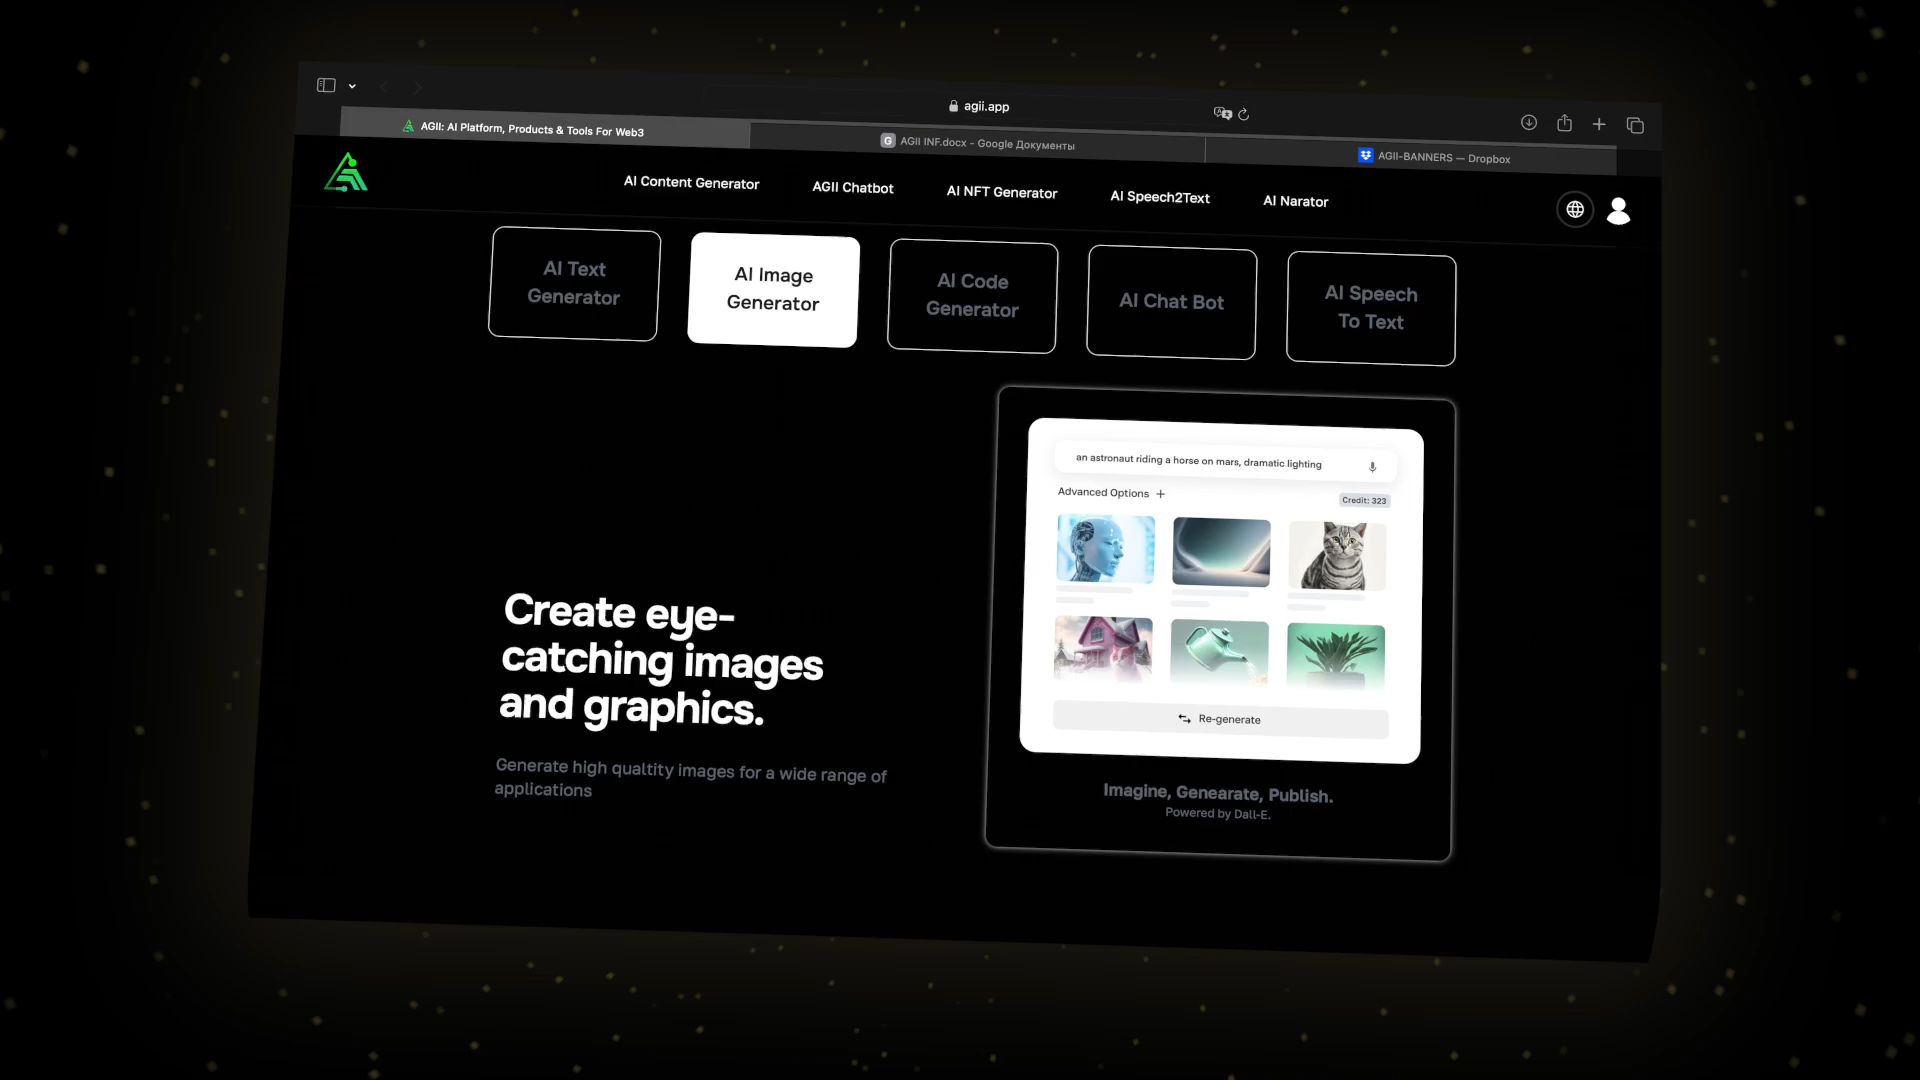 agii.app
AGII: AI Platform, Products & Tools For Web3
G AGII INF.docx - Google Документы
AGII-BANNERS — Dropbox
AI Content Generator
AGII Chatbot
AI NFT Generator
AI Speech2Text
AI Narator
AI Text
Generator
AI Image
Generator
AI Code
Generator
AI Chat Bot
AI Speech
To Text
an astronaut riding a horse on mars, dramatic lighting
Advanced Options +
Credit: 323
Re-generate
Create eye-
catching images
and graphics.
Generate high qualtity images for a wide range of
applications
Imagine, Genearate, Publish.
Powered by Dall-E.